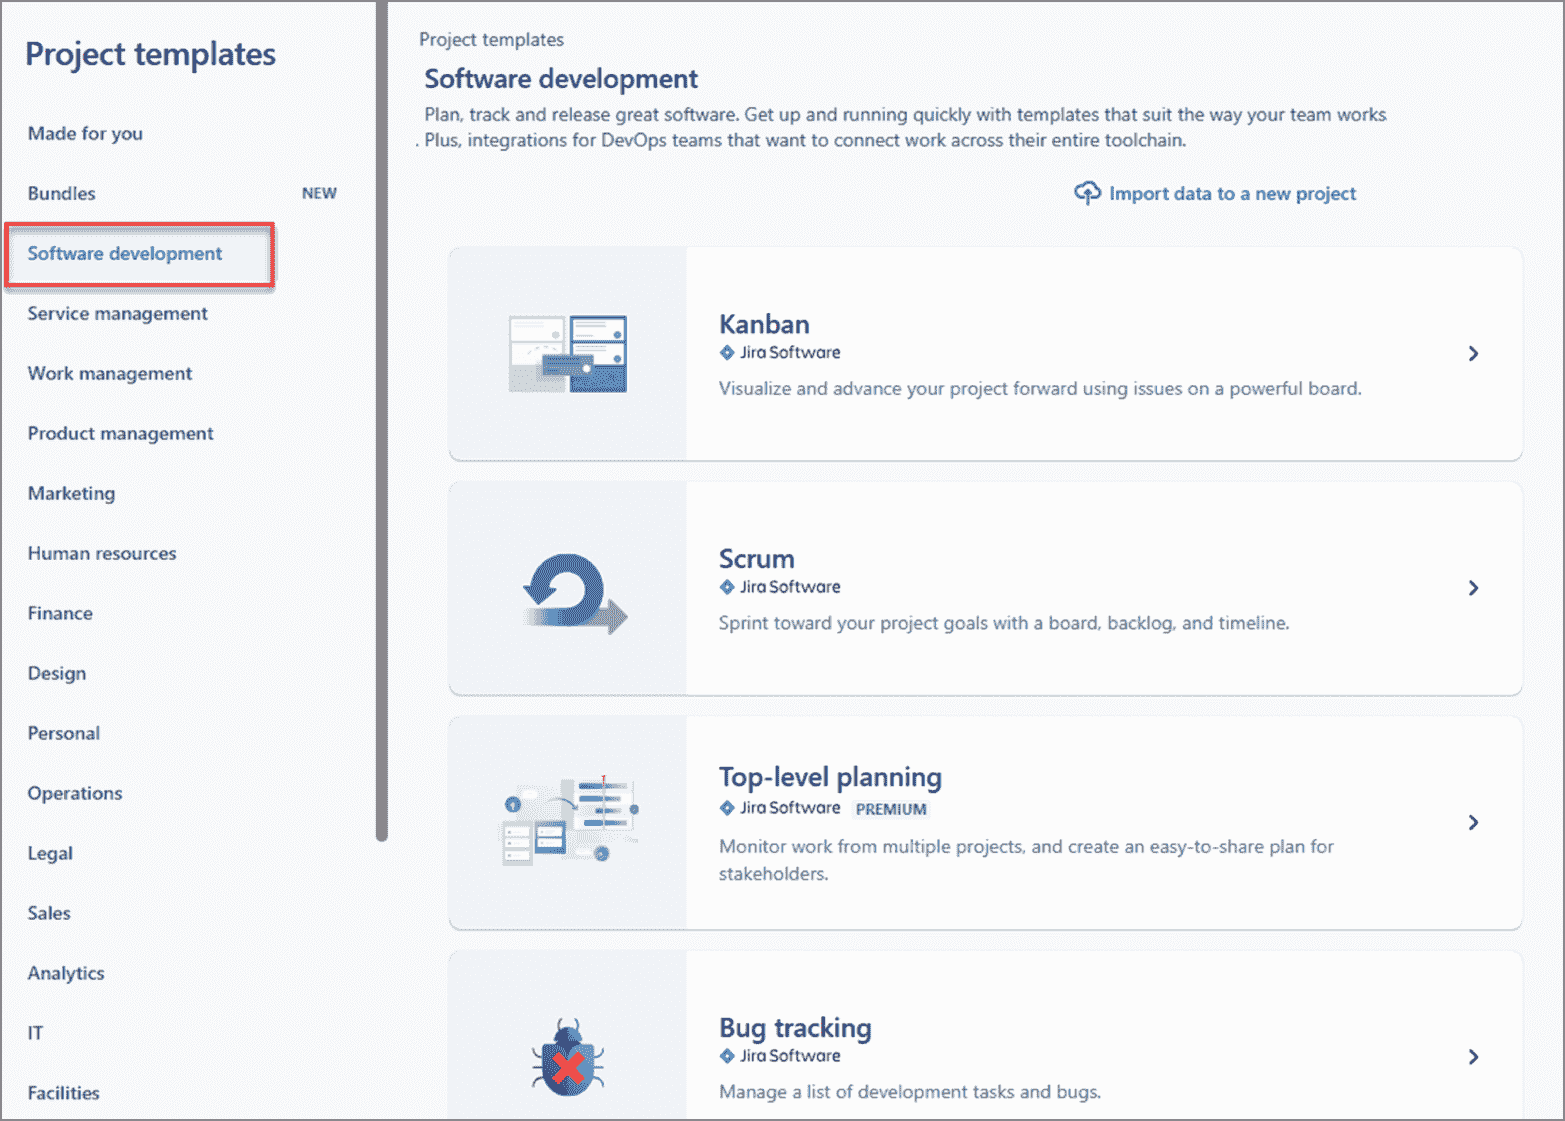 Project templates
Made for you
Bundles NEW
Software development
Service management
Work management
Product management
Marketing
Human resources
Finance
Design
Personal
Operations
Legal
Sales
Analytics
IT
Facilities
Project templates
Software development
Plan, track and release great software. Get up and running quickly with templates that suit the way your team works
. Plus, integrations for DevOps teams that want to connect work across their entire toolchain.
Import data to a new project
Kanban
Jira Software
Visualize and advance your project forward using issues on a powerful board.
Scrum
Jira Software
Sprint toward your project goals with a board, backlog, and timeline.
Top-level planning
Jira Software PREMIUM
Monitor work from multiple projects, and create an easy-to-share plan for
stakeholders.
Bug tracking
Jira Software
Manage a list of development tasks and bugs.